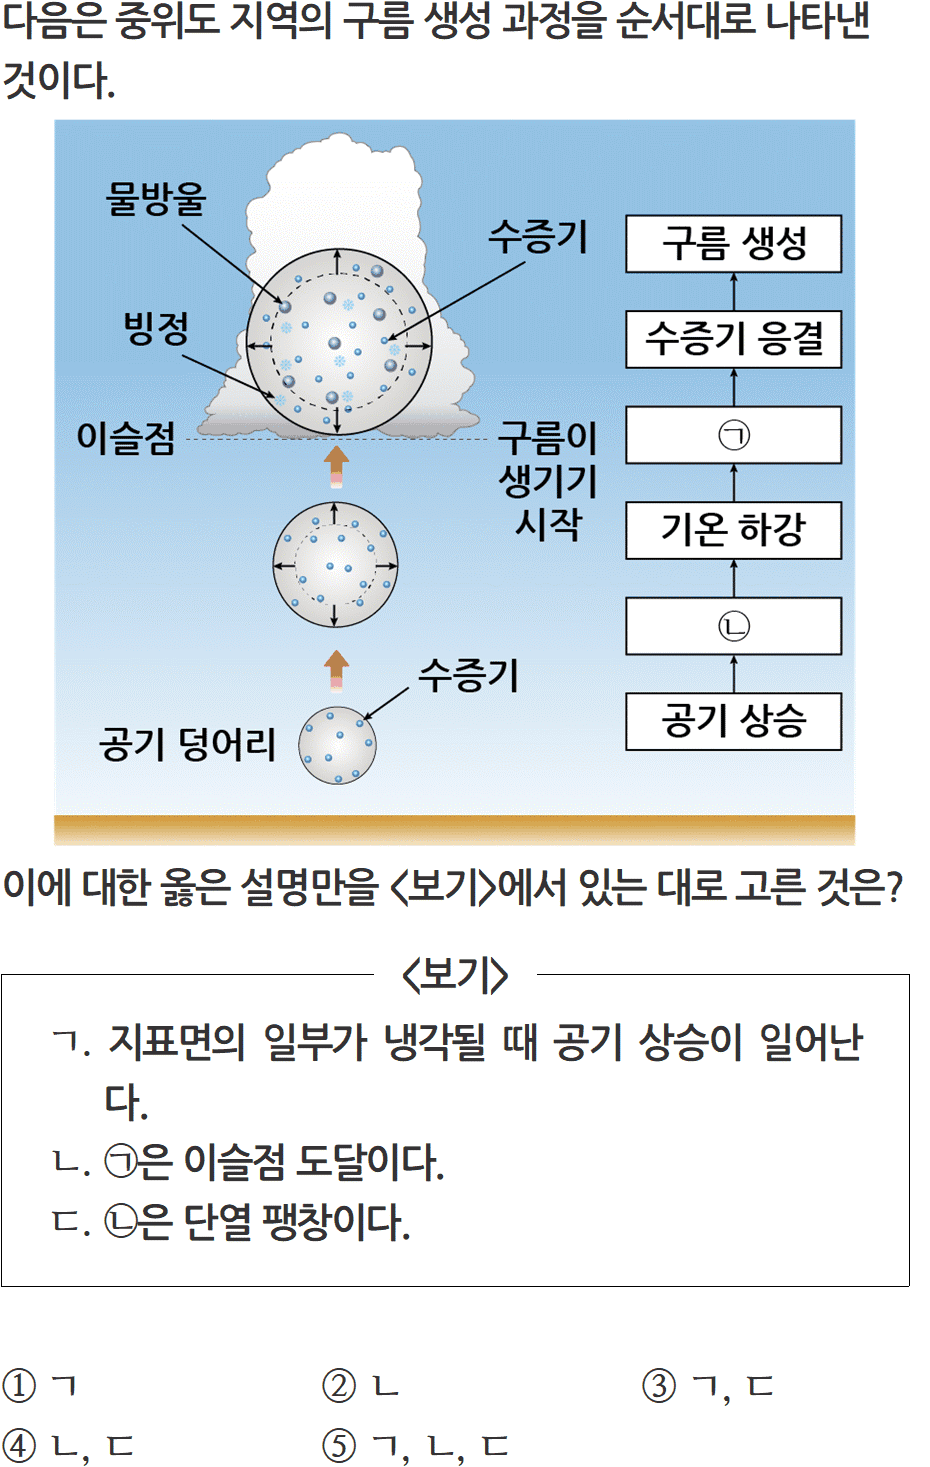 다음은 중위도 지역의 구름 생성 과정을 순서대로 나타낸
것이다.
물방울
수증기
빙정
이슬점
구름이
생기기
시작
수증기
공기 덩어리
구름 생성
수증기 응결
㉠
기온 하강
㉡
공기 상승
이에 대한 옳은 설명만을 <보기>에서 있는 대로 고른 것은?
<보기>
ㄱ. 지표면의 일부가 냉각될 때 공기 상승이 일어난
다.
ㄴ. ㉠은 이슬점 도달이다.
ㄷ. ㉡은 단열 팽창이다.
① ㄱ ② ㄴ ③ ㄱ, ㄷ
④ ㄴ, ㄷ ⑤ ㄱ, ㄴ, ㄷ